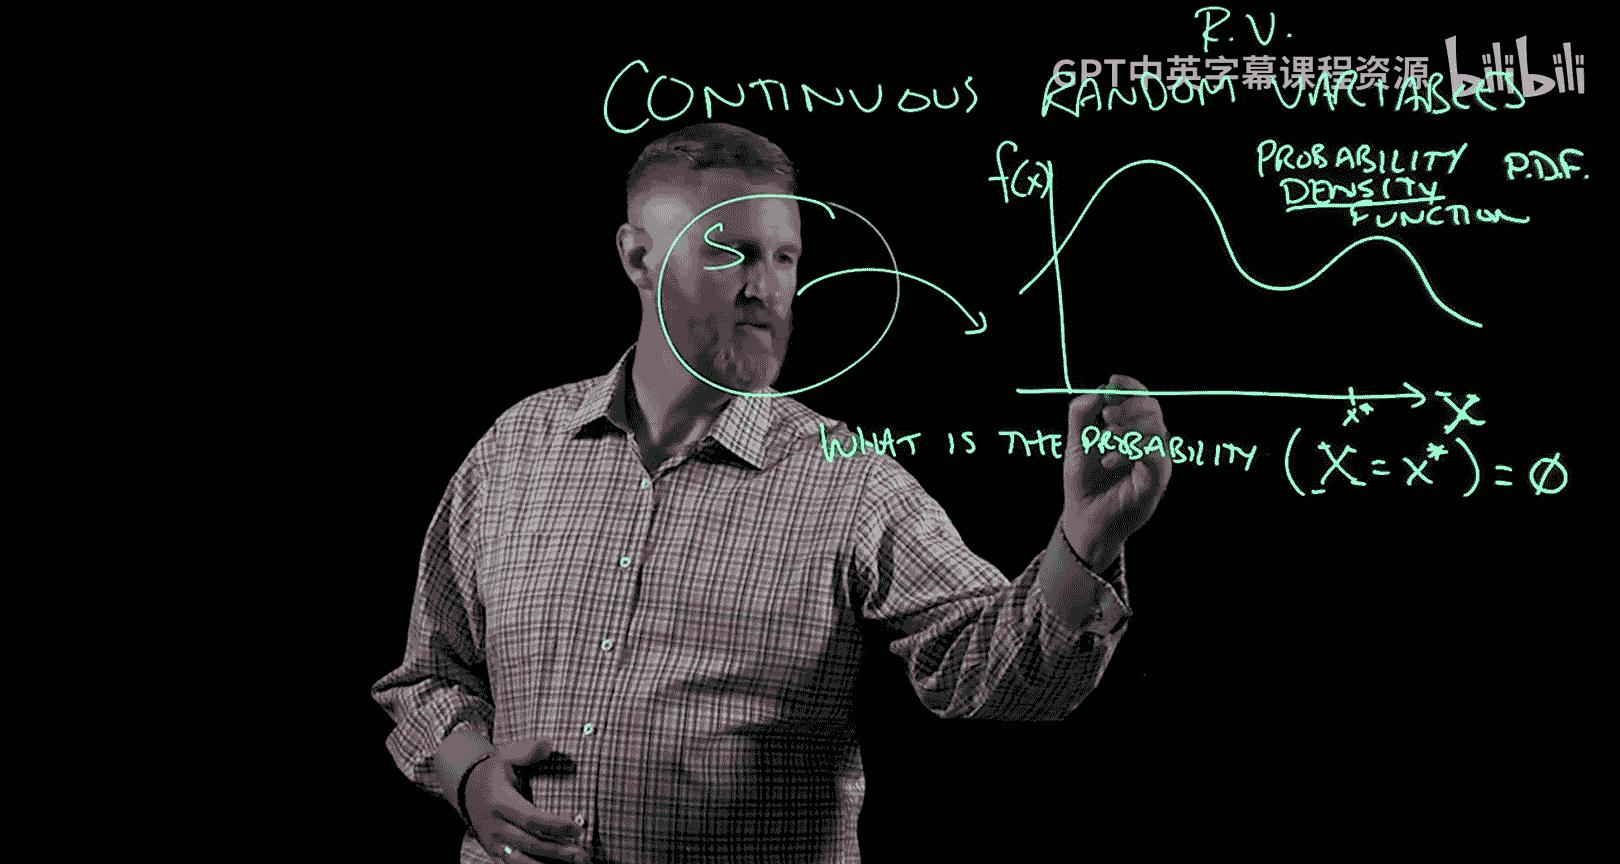 R.V.
GPT中英字幕课程资源 bilibili
CONTINUOUS RANDOM VARIABLES
f(x)
PROBABILITY P.D.F.
DENSITY
FUNCTION
S
x*
X
WHAT IS THE PROBABILITY (X = x*) = Ø